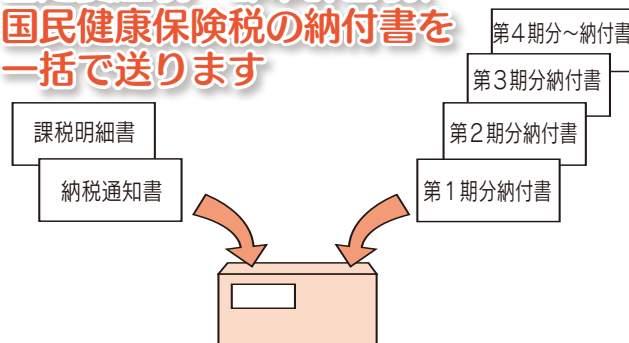 国民健康保険税の納付書を
一括で送ります
課税明細書
納税通知書
第4期分～納付書
第3期分納付書
第2期分納付書
第1期分納付書